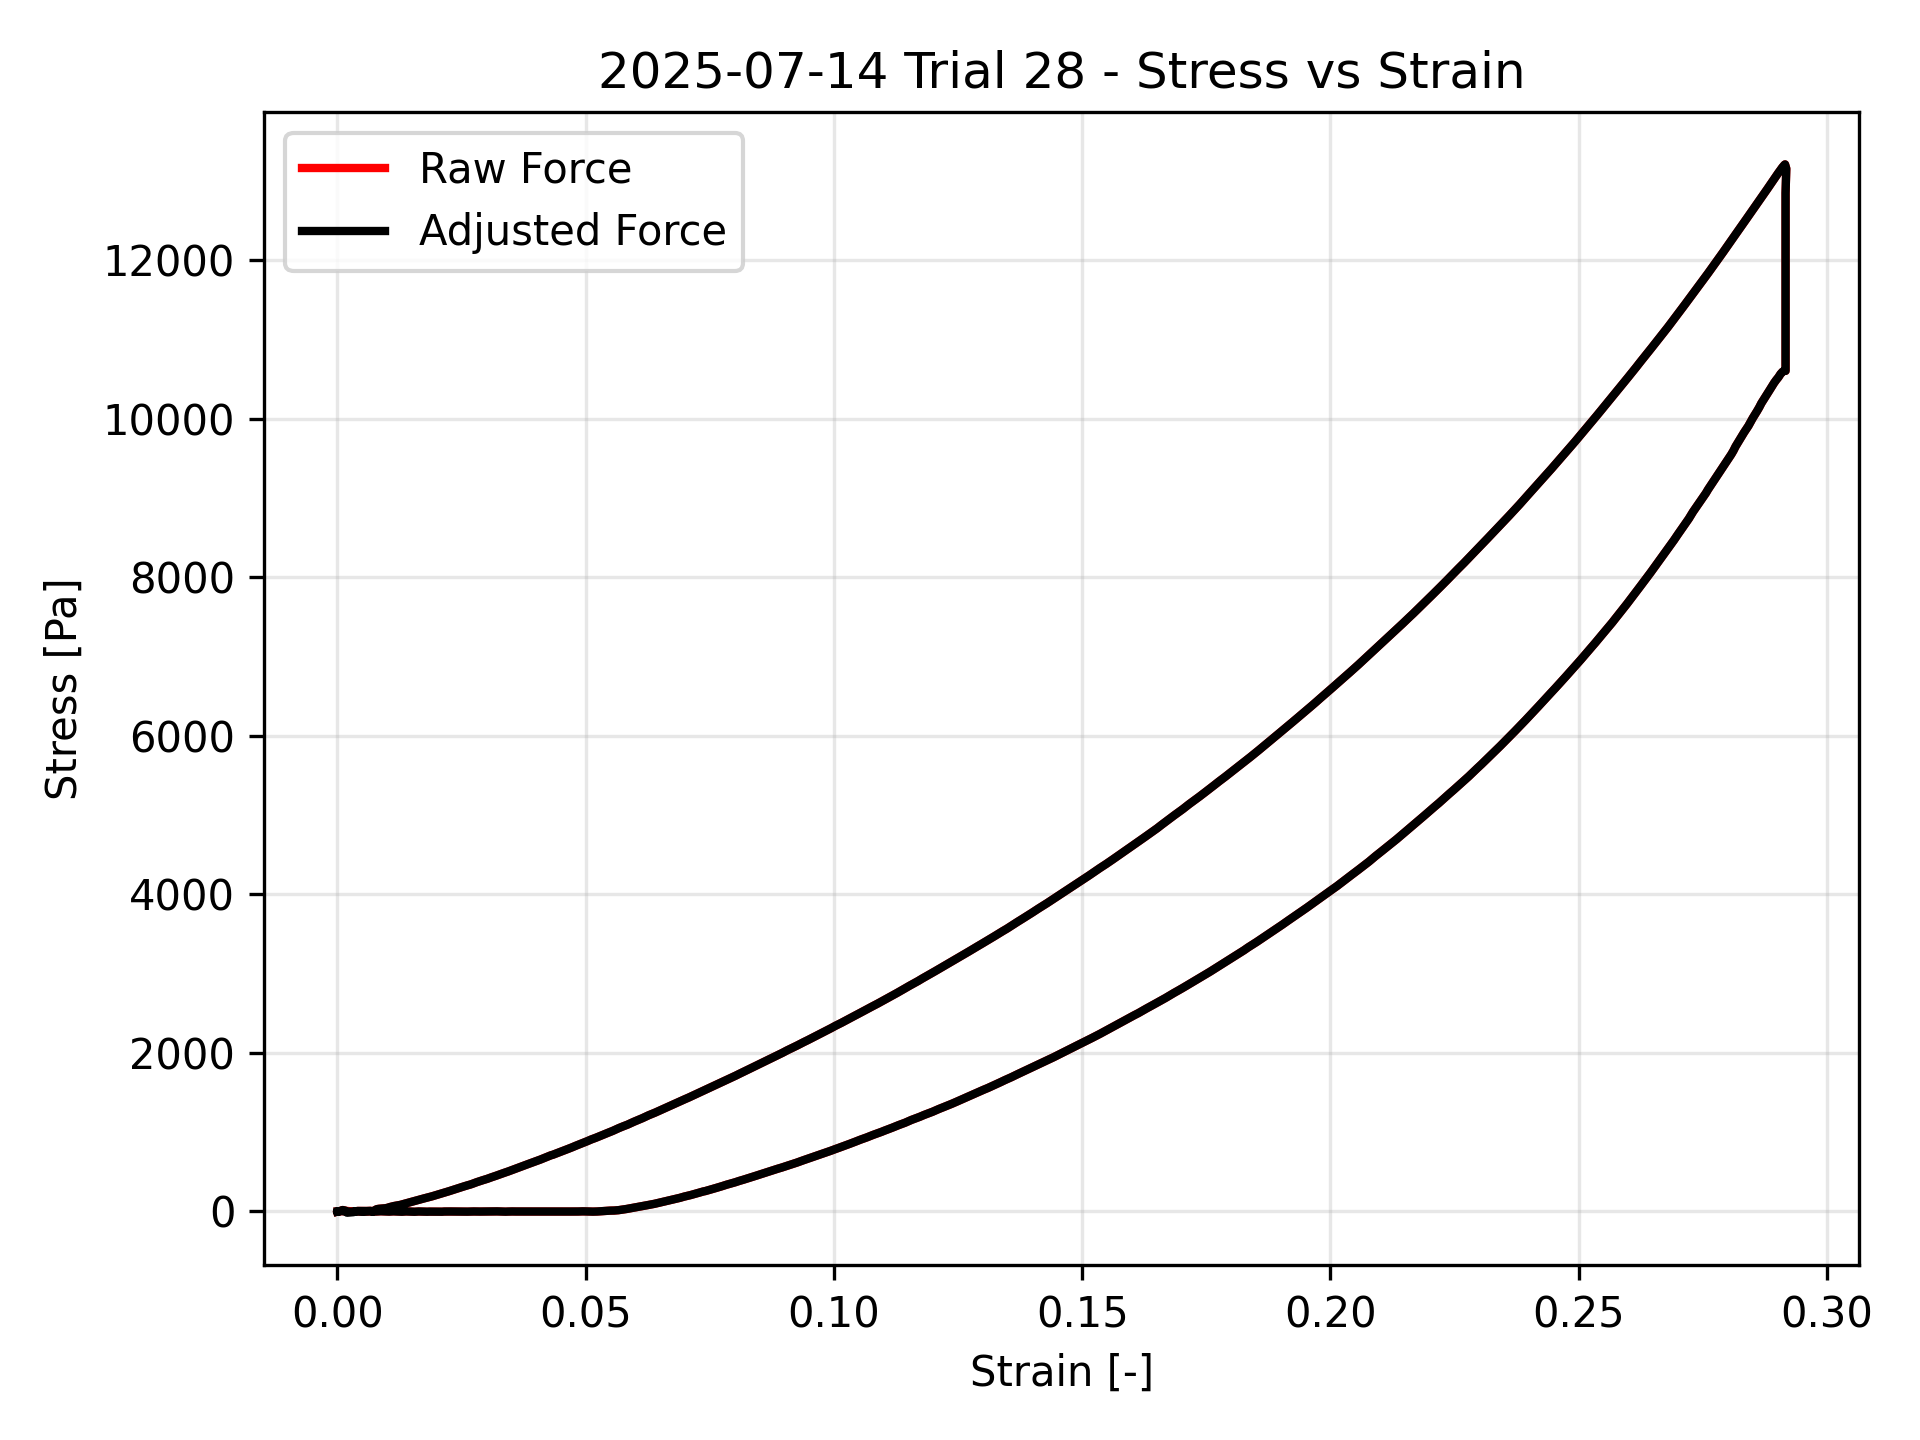 2025-07-14 Trial 28 - Stress vs Strain
Raw Force
Adjusted Force
Stress [Pa]
12000
10000
8000
6000
4000
2000
0
0.00 0.05 0.10 0.15 0.20 0.25 0.30
Strain [-]